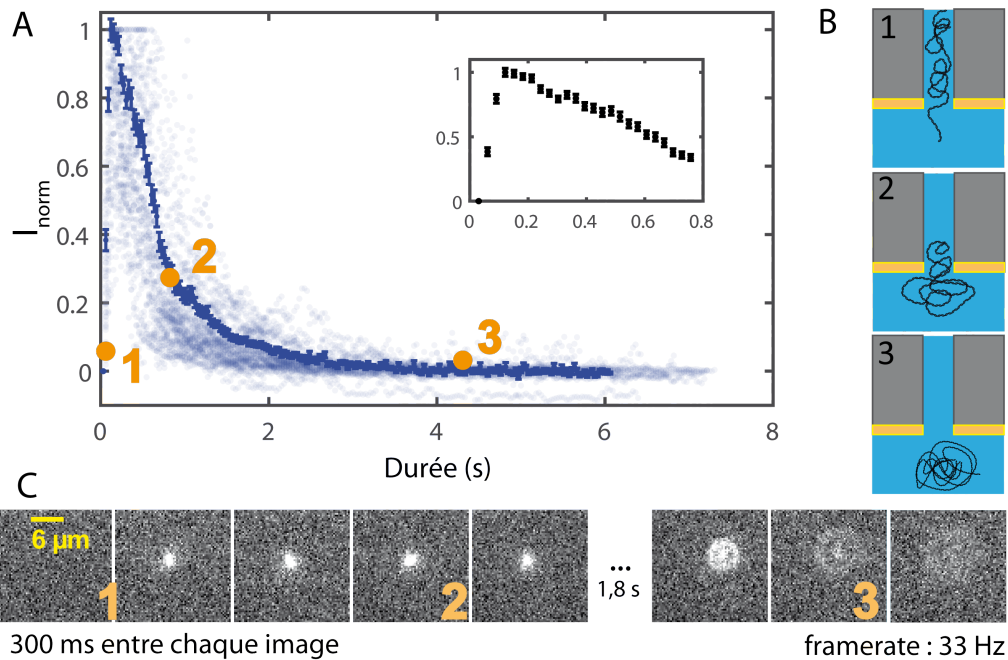 A
I norm
1
0.8
0.6
0.4
0.2
0
0 2 4 6 8
Durée (s)
1
2
3
1
0.5
0
0 0.2 0.4 0.6 0.8
B
1
2
3
C
6 µm
1
2
...
1,8 s
3
300 ms entre chaque image
framerate : 33 Hz